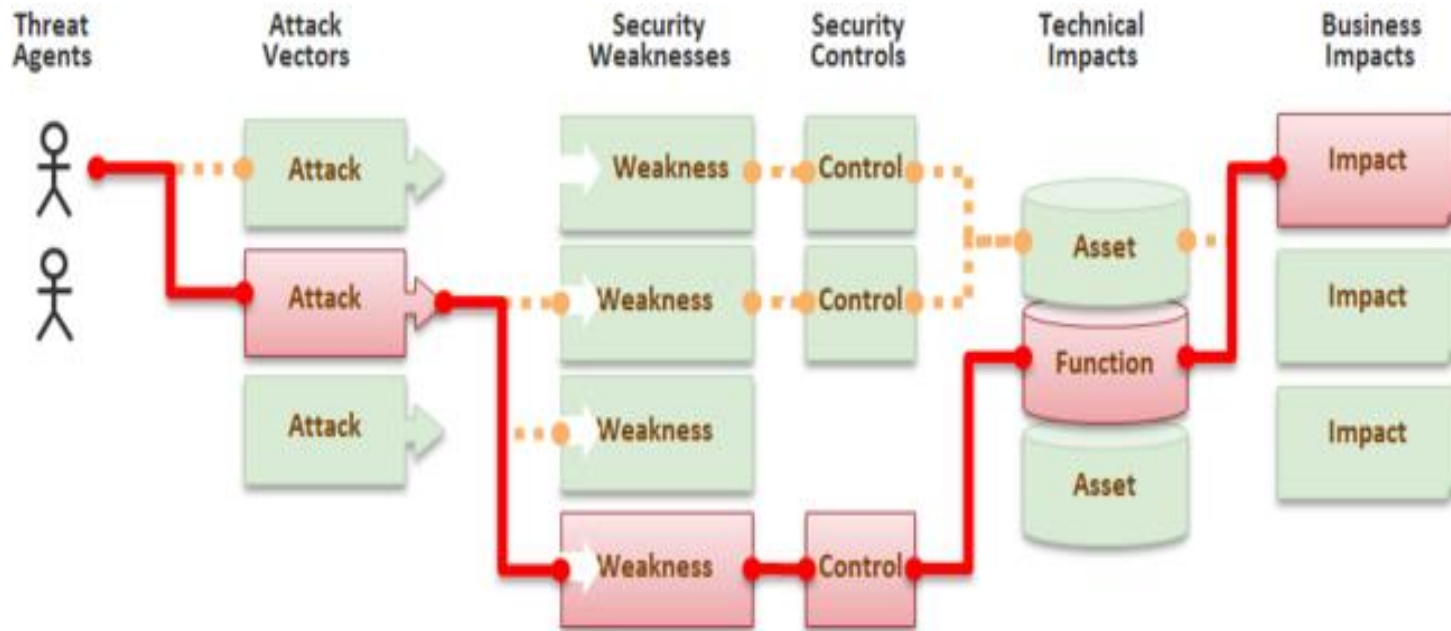 Threat Agents
Attack Vectors
Security Weaknesses
Security Controls
Technical Impacts
Business Impacts
Attack
Weakness
Control
Impact
Asset
Attack
Weakness
Control
Impact
Function
Attack
Weakness
Impact
Asset
Weakness
Control